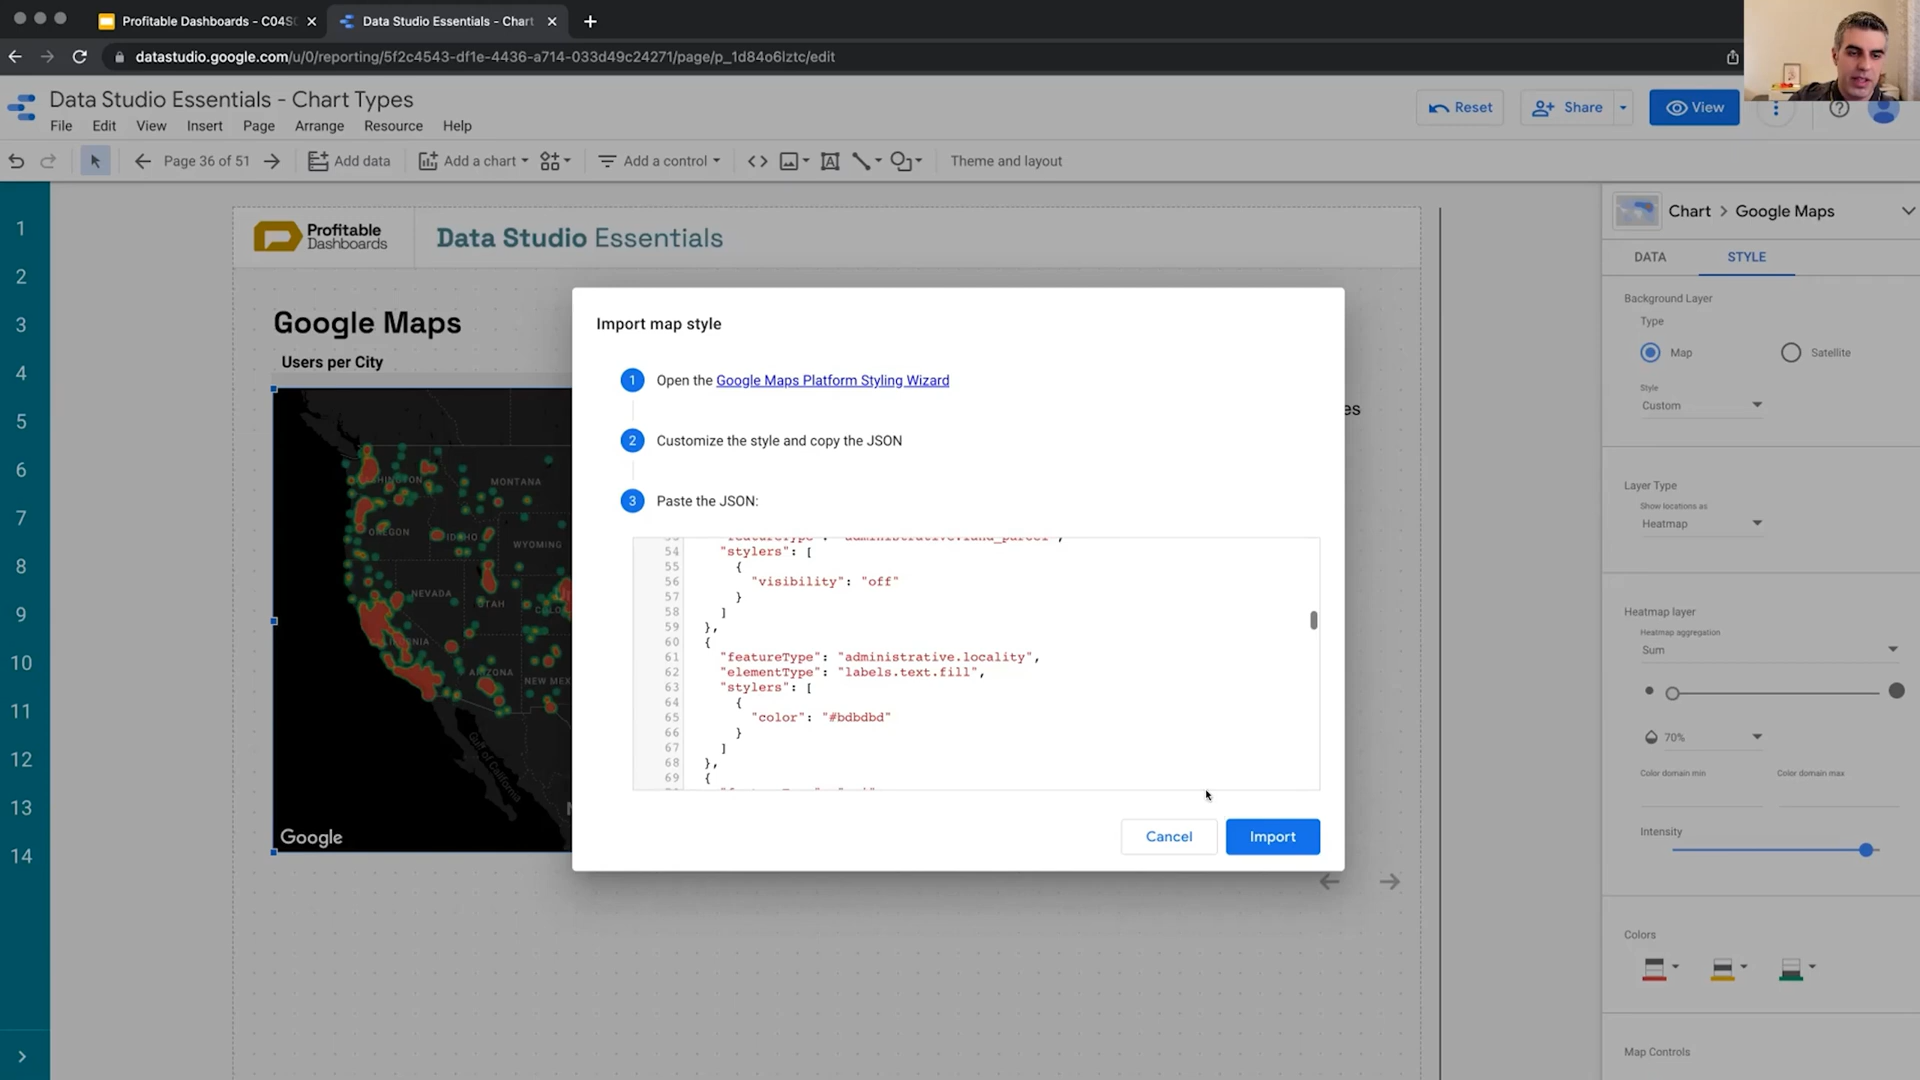 Profitable Dashboards - C04S
Data Studio Essentials - Chart
datastudio.google.com/u/0/reporting/5f2c4543-df1e-4436-a714-033d49c24271/page/p_1d84o6lztc/edit
Data Studio Essentials - Chart Types
Reset
Share
View
File Edit View Insert Page Arrange Resource Help
Page 36 of 51
Add data
Add a chart
Add a control
Theme and layout
1
2
3
4
5
6
7
8
9
10
11
12
13
14
Profitable
Dashboards
Data Studio Essentials
Google Maps
Users per City
MONTANA
OREGON
IDAHO
WYOMING
NEVADA
UTAH
ARIZONA
NEW MEX
Gulf of California
Google
es
Import map style
1 Open the Google Maps Platform Styling Wizard
2 Customize the style and copy the JSON
3 Paste the JSON:
54 "stylers": [
55 {
56 "visibility": "off"
57 }
58 ]
59 },
60 {
61 "featureType": "administrative.locality",
62 "elementType": "labels.text.fill",
63 "stylers": [
64 {
65 "color": "#bdbdbd"
66 }
67 ]
68 },
69 {
Cancel
Import
Chart > Google Maps
DATA
STYLE
Background Layer
Type
Map
Satellite
Style
Custom
Layer Type
Show locations as
Heatmap
Heatmap layer
Heatmap aggregation
Sum
70%
Color domain min
Color domain max
Intensity
Colors
Map Controls